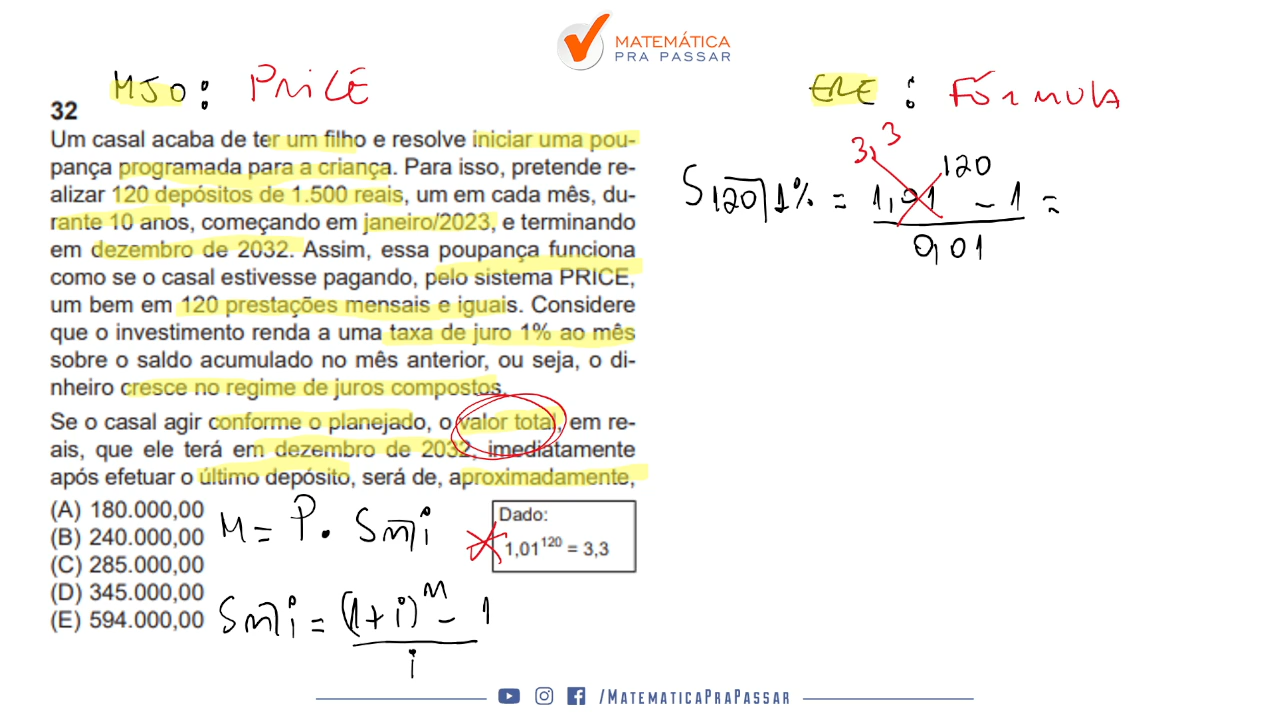 MATEMÁTICA
PRA PASSAR
MJO: PRICE
ERE: FÓRMULA
32
Um casal acaba de ter um filho e resolve iniciar uma pou-
pança programada para a criança. Para isso, pretende re-
alizar 120 depósitos de 1.500 reais, um em cada mês, du-
rante 10 anos, começando em janeiro/2023, e terminando
em dezembro de 2032. Assim, essa poupança funciona
como se o casal estivesse pagando, pelo sistema PRICE,
um bem em 120 prestações mensais e iguais. Considere
que o investimento renda a uma taxa de juro 1% ao mês
sobre o saldo acumulado no mês anterior, ou seja, o di-
nheiro cresce no regime de juros compostos.
Se o casal agir conforme o planejado, o valor total, em re-
ais, que ele terá em dezembro de 2032, imediatamente
após efetuar o último depósito, será de, aproximadamente,
(A) 180.000,00
(B) 240.000,00
(C) 285.000,00
(D) 345.000,00
(E) 594.000,00
M = P . Sn̅|i
Sn̅|i = (1+i)^n - 1
i
Dado:
1,01^120 = 3,3
3,3
S120|1% = 1,01^120 - 1 =
0,01
/MATEMATICAPRAPASSAR